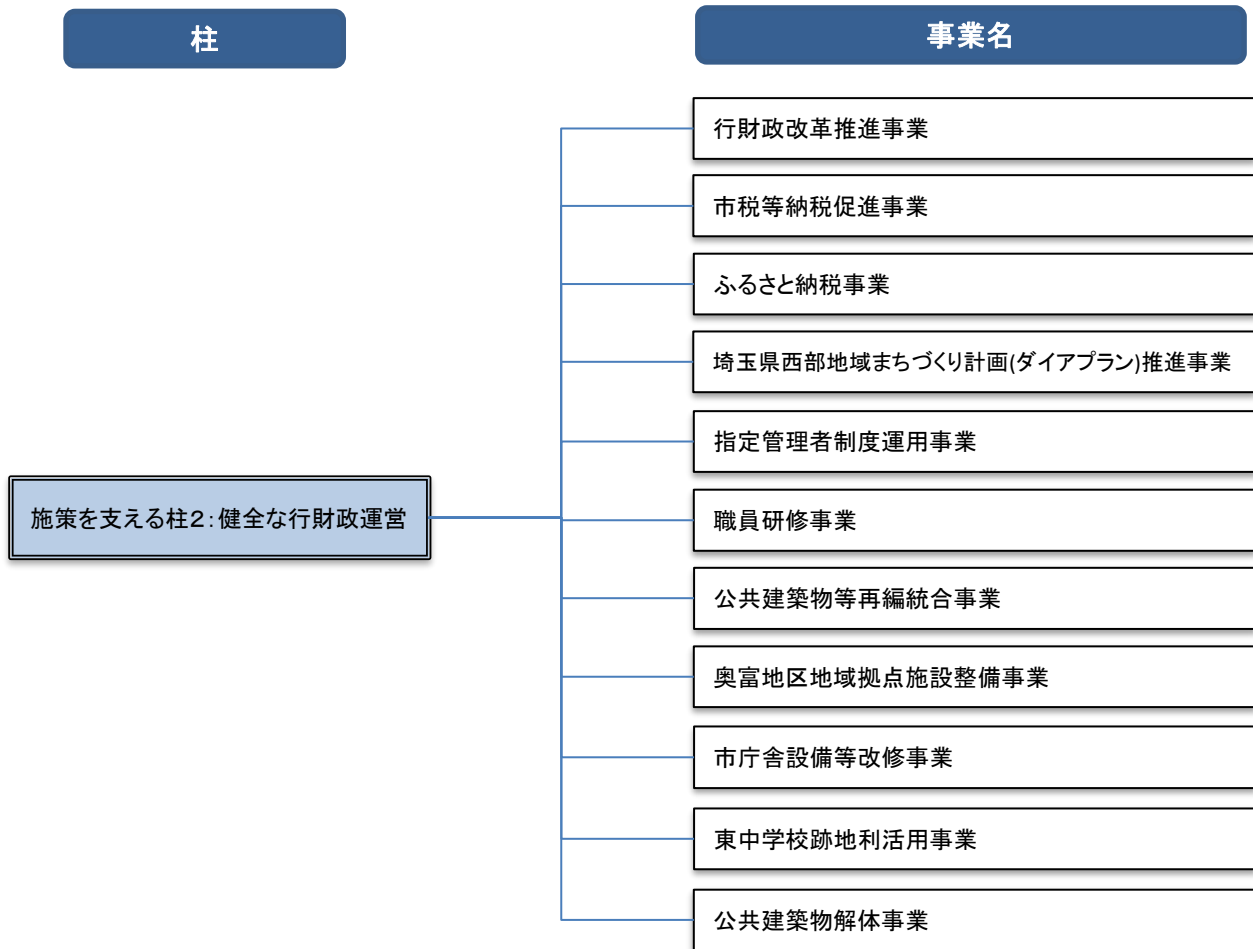 柱
事業名
行財政改革推進事業
市税等納税促進事業
ふるさと納税事業
埼玉県西部地域まちづくり計画(ダイアプラン)推進事業
指定管理者制度運用事業
施策を支える柱2:健全な行財政運営
職員研修事業
公共建築物等再編統合事業
奥富地区地域拠点施設整備事業
市庁舎設備等改修事業
東中学校跡地利活用事業
公共建築物解体事業